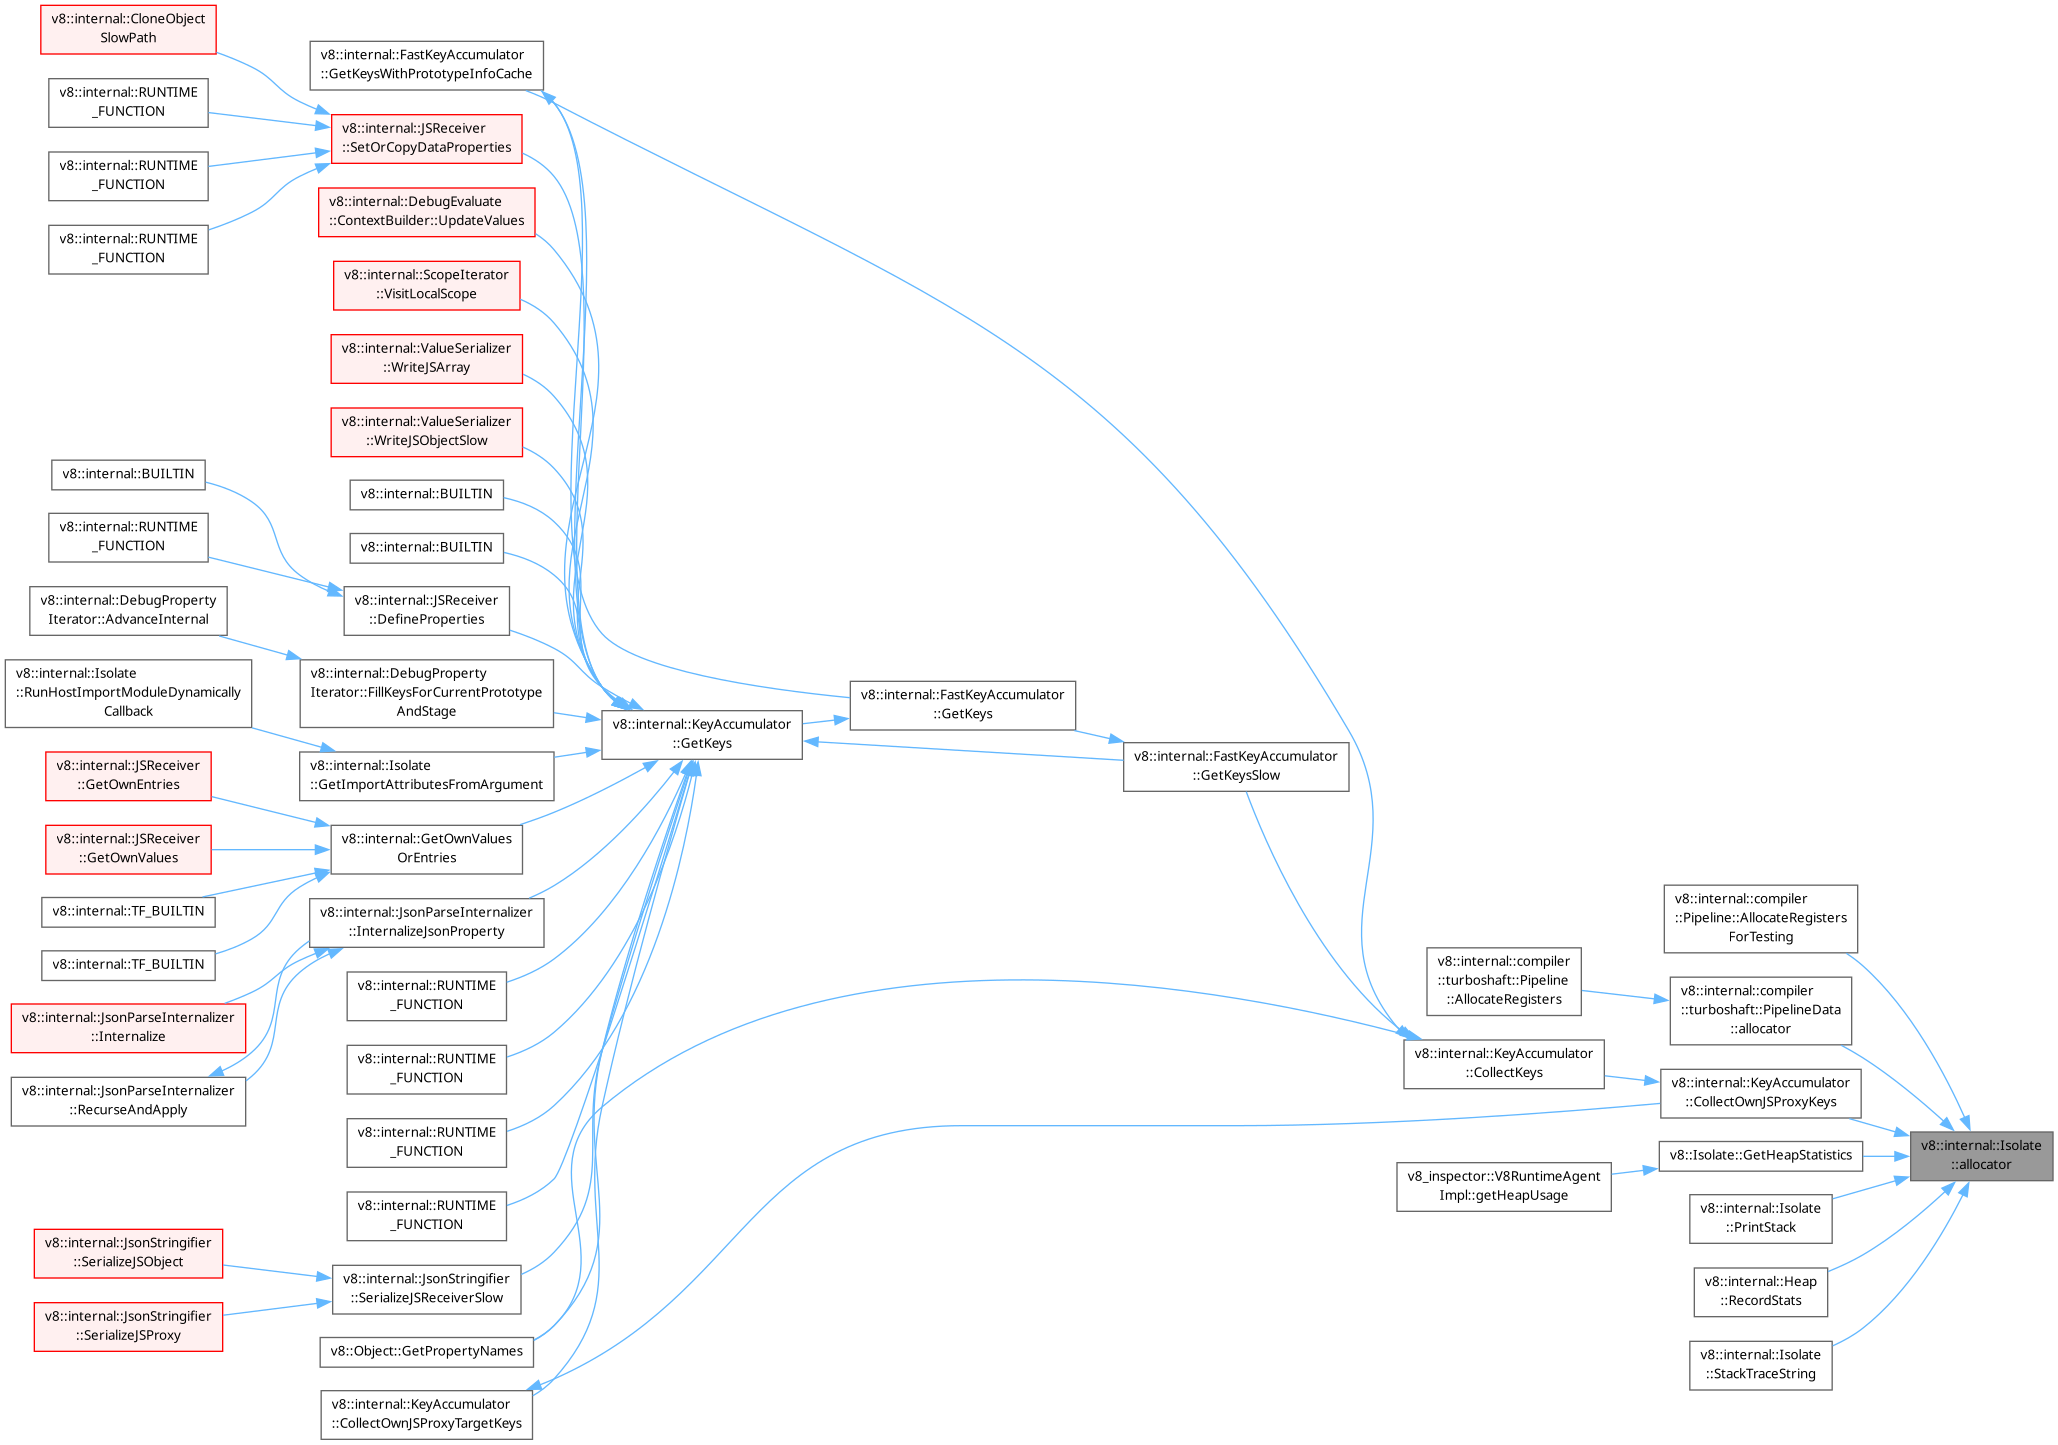 v8::internal::CloneObject
SlowPath
v8::internal::RUNTIME
_FUNCTION
v8::internal::RUNTIME
_FUNCTION
v8::internal::RUNTIME
_FUNCTION
v8::internal::BUILTIN
v8::internal::RUNTIME
_FUNCTION
v8::internal::DebugProperty
Iterator::AdvanceInternal
v8::internal::Isolate
::RunHostImportModuleDynamically
Callback
v8::internal::JSReceiver
::GetOwnEntries
v8::internal::JSReceiver
::GetOwnValues
v8::internal::TF_BUILTIN
v8::internal::TF_BUILTIN
v8::internal::JsonParseInternalizer
::Internalize
v8::internal::JsonParseInternalizer
::RecurseAndApply
v8::internal::JsonStringifier
::SerializeJSObject
v8::internal::JsonStringifier
::SerializeJSProxy
v8::internal::FastKeyAccumulator
::GetKeysWithPrototypeInfoCache
v8::internal::JSReceiver
::SetOrCopyDataProperties
v8::internal::DebugEvaluate
::ContextBuilder::UpdateValues
v8::internal::ScopeIterator
::VisitLocalScope
v8::internal::ValueSerializer
::WriteJSArray
v8::internal::ValueSerializer
::WriteJSObjectSlow
v8::internal::BUILTIN
v8::internal::BUILTIN
v8::internal::JSReceiver
::DefineProperties
v8::internal::DebugProperty
Iterator::FillKeysForCurrentPrototype
AndStage
v8::internal::Isolate
::GetImportAttributesFromArgument
v8::internal::GetOwnValues
OrEntries
v8::internal::JsonParseInternalizer
::InternalizeJsonProperty
v8::internal::RUNTIME
_FUNCTION
v8::internal::RUNTIME
_FUNCTION
v8::internal::RUNTIME
_FUNCTION
v8::internal::RUNTIME
_FUNCTION
v8::internal::JsonStringifier
::SerializeJSReceiverSlow
v8::Object::GetPropertyNames
v8::internal::KeyAccumulator
::CollectOwnJSProxyTargetKeys
v8::internal::KeyAccumulator
::GetKeys
v8::internal::FastKeyAccumulator
::GetKeys
v8::internal::FastKeyAccumulator
::GetKeysSlow
v8::internal::compiler
::turboshaft::Pipeline
::AllocateRegisters
v8::internal::KeyAccumulator
::CollectKeys
v8_inspector::V8RuntimeAgent
Impl::getHeapUsage
v8::internal::compiler
::Pipeline::AllocateRegisters
ForTesting
v8::internal::compiler
::turboshaft::PipelineData
::allocator
v8::internal::KeyAccumulator
::CollectOwnJSProxyKeys
v8::Isolate::GetHeapStatistics
v8::internal::Isolate
::PrintStack
v8::internal::Heap
::RecordStats
v8::internal::Isolate
::StackTraceString
v8::internal::Isolate
::allocator